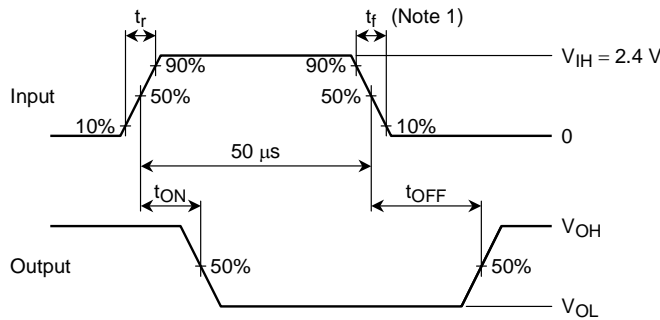 tr
tf (Note 1)
90%
90%
VIH = 2.4 V
Input
50%
50%
10%
10%
0
50 μs
tON
tOFF
VOH
Output
50%
50%
VOL